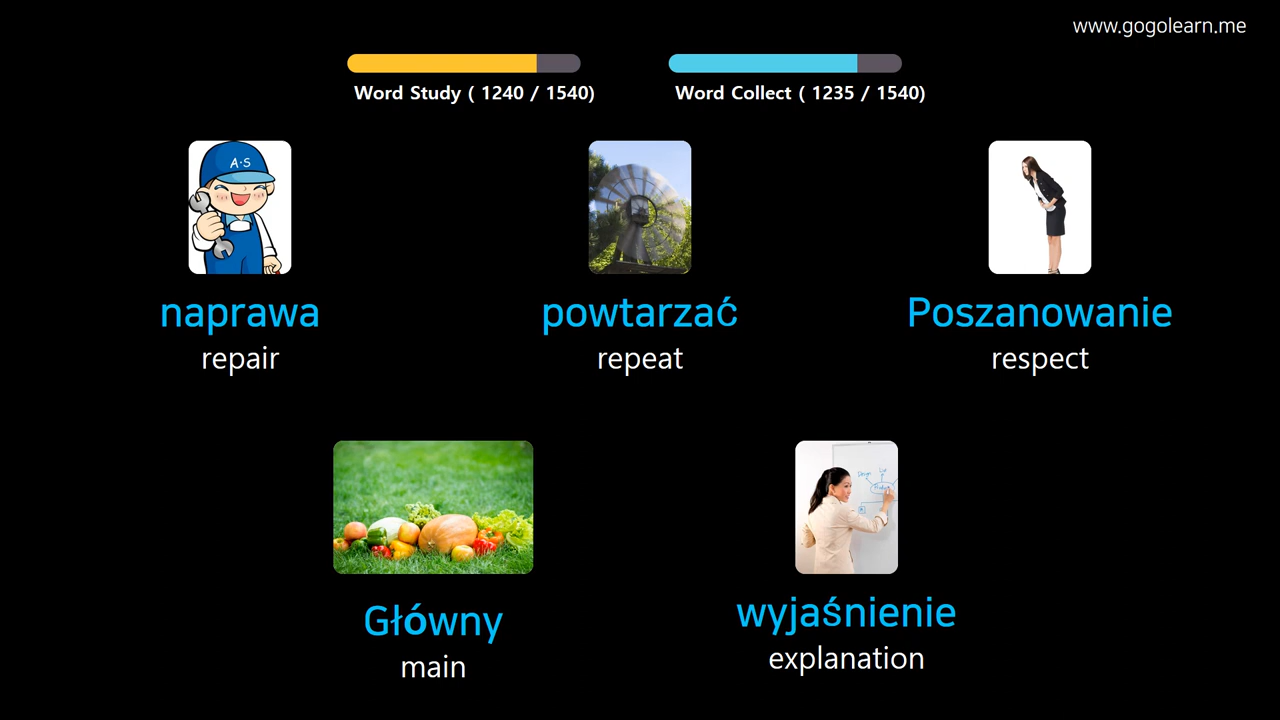 www.gogolearn.me
Word Study ( 1240 / 1540)
Word Collect ( 1235 / 1540)
A·S
naprawa
repair
powtarzać
repeat
Poszanowanie
respect
Główny
main
wyjaśnienie
explanation